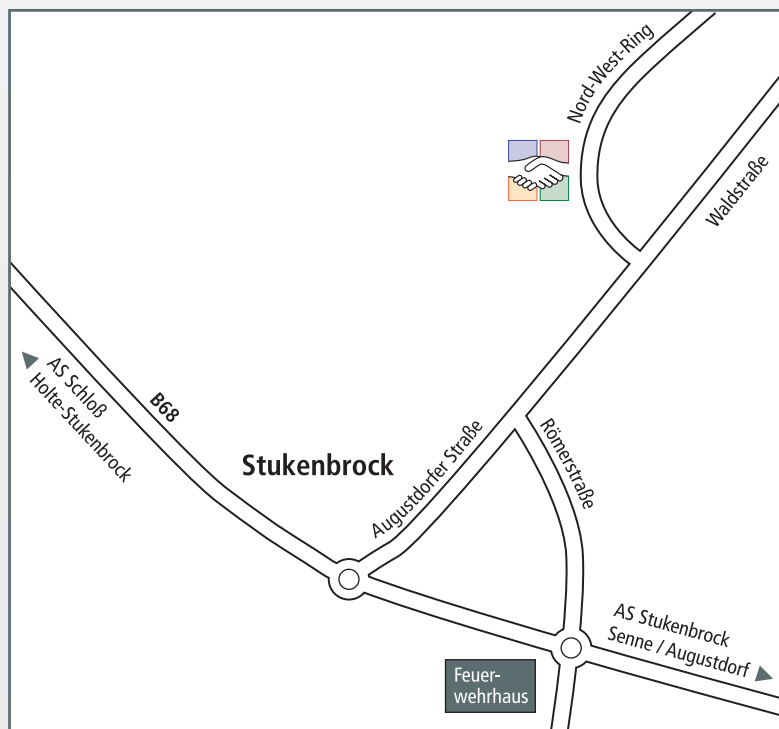 Nord-West-Ring
Waldstraße
AS Schloß
Holte-Stukenbrock
B68
Stukenbrock
Augustdorfer Straße
Römerstraße
AS Stukenbrock
Senne / Augustdorf
Feuer-
wehrhaus